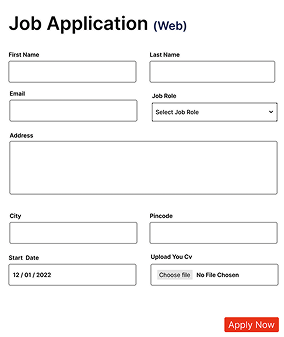 Job Application (Web)
First Name
Last Name
Email
Job Role
Select Job Role
Address
City
Pincode
Start Date
Upload You Cv
12 / 01 / 2022
Choose file No File Chosen
Apply Now